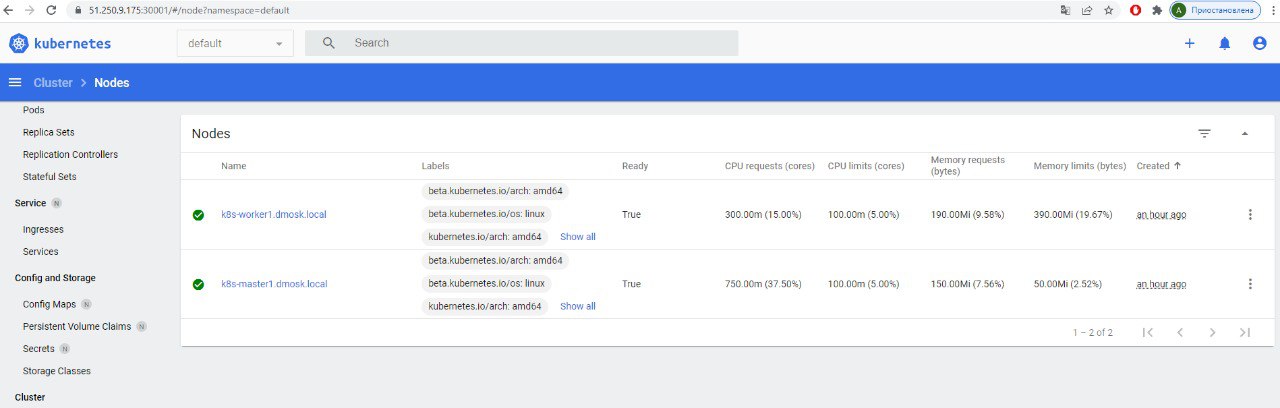 51.250.9.175:30001/#/node?namespace=default
A Приостановлена
kubernetes
default
Search
Cluster > Nodes
Pods
Replica Sets
Replication Controllers
Stateful Sets
Service N
Ingresses
Services
Config and Storage
Config Maps N
Persistent Volume Claims N
Secrets N
Storage Classes
Cluster
Nodes
Name Labels Ready CPU requests (cores) CPU limits (cores) Memory requests (bytes) Memory limits (bytes) Created
beta.kubernetes.io/arch: amd64
k8s-worker1.dmosk.local beta.kubernetes.io/os: linux True 300.00m (15.00%) 100.00m (5.00%) 190.00Mi (9.58%) 390.00Mi (19.67%) an hour ago
kubernetes.io/arch: amd64 Show all
beta.kubernetes.io/arch: amd64
k8s-master1.dmosk.local beta.kubernetes.io/os: linux True 750.00m (37.50%) 100.00m (5.00%) 150.00Mi (7.56%) 50.00Mi (2.52%) an hour ago
kubernetes.io/arch: amd64 Show all
1 – 2 of 2